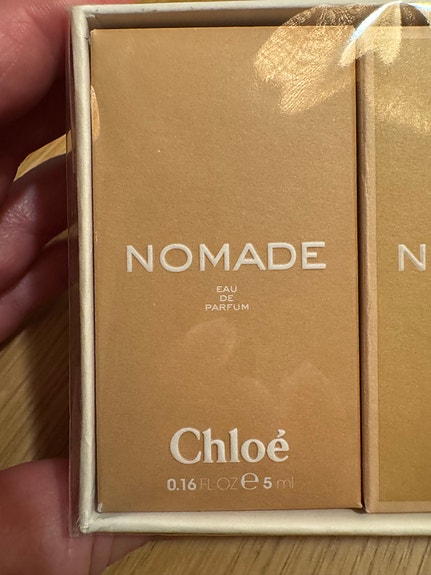 NOMADE
EAU
DE
PARFUM
Chloé
0.16 FL·OZ ℮ 5 ml
N